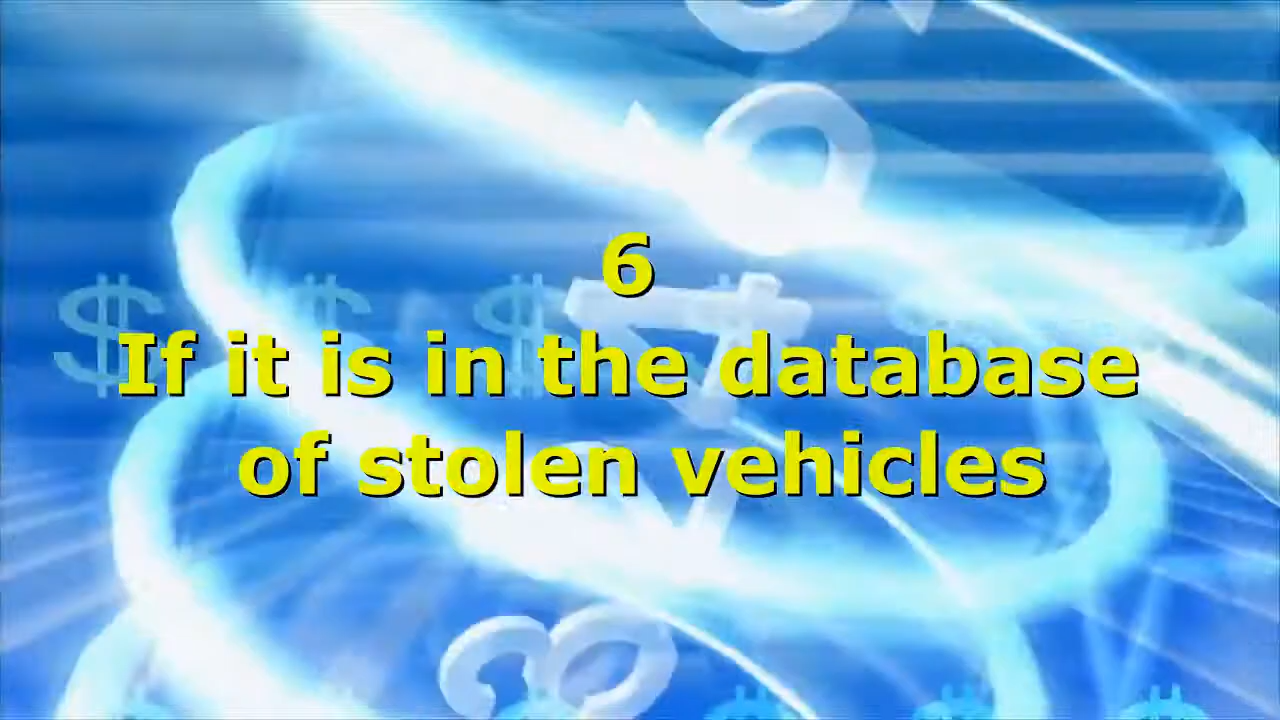 6
If it is in the database
of stolen vehicles